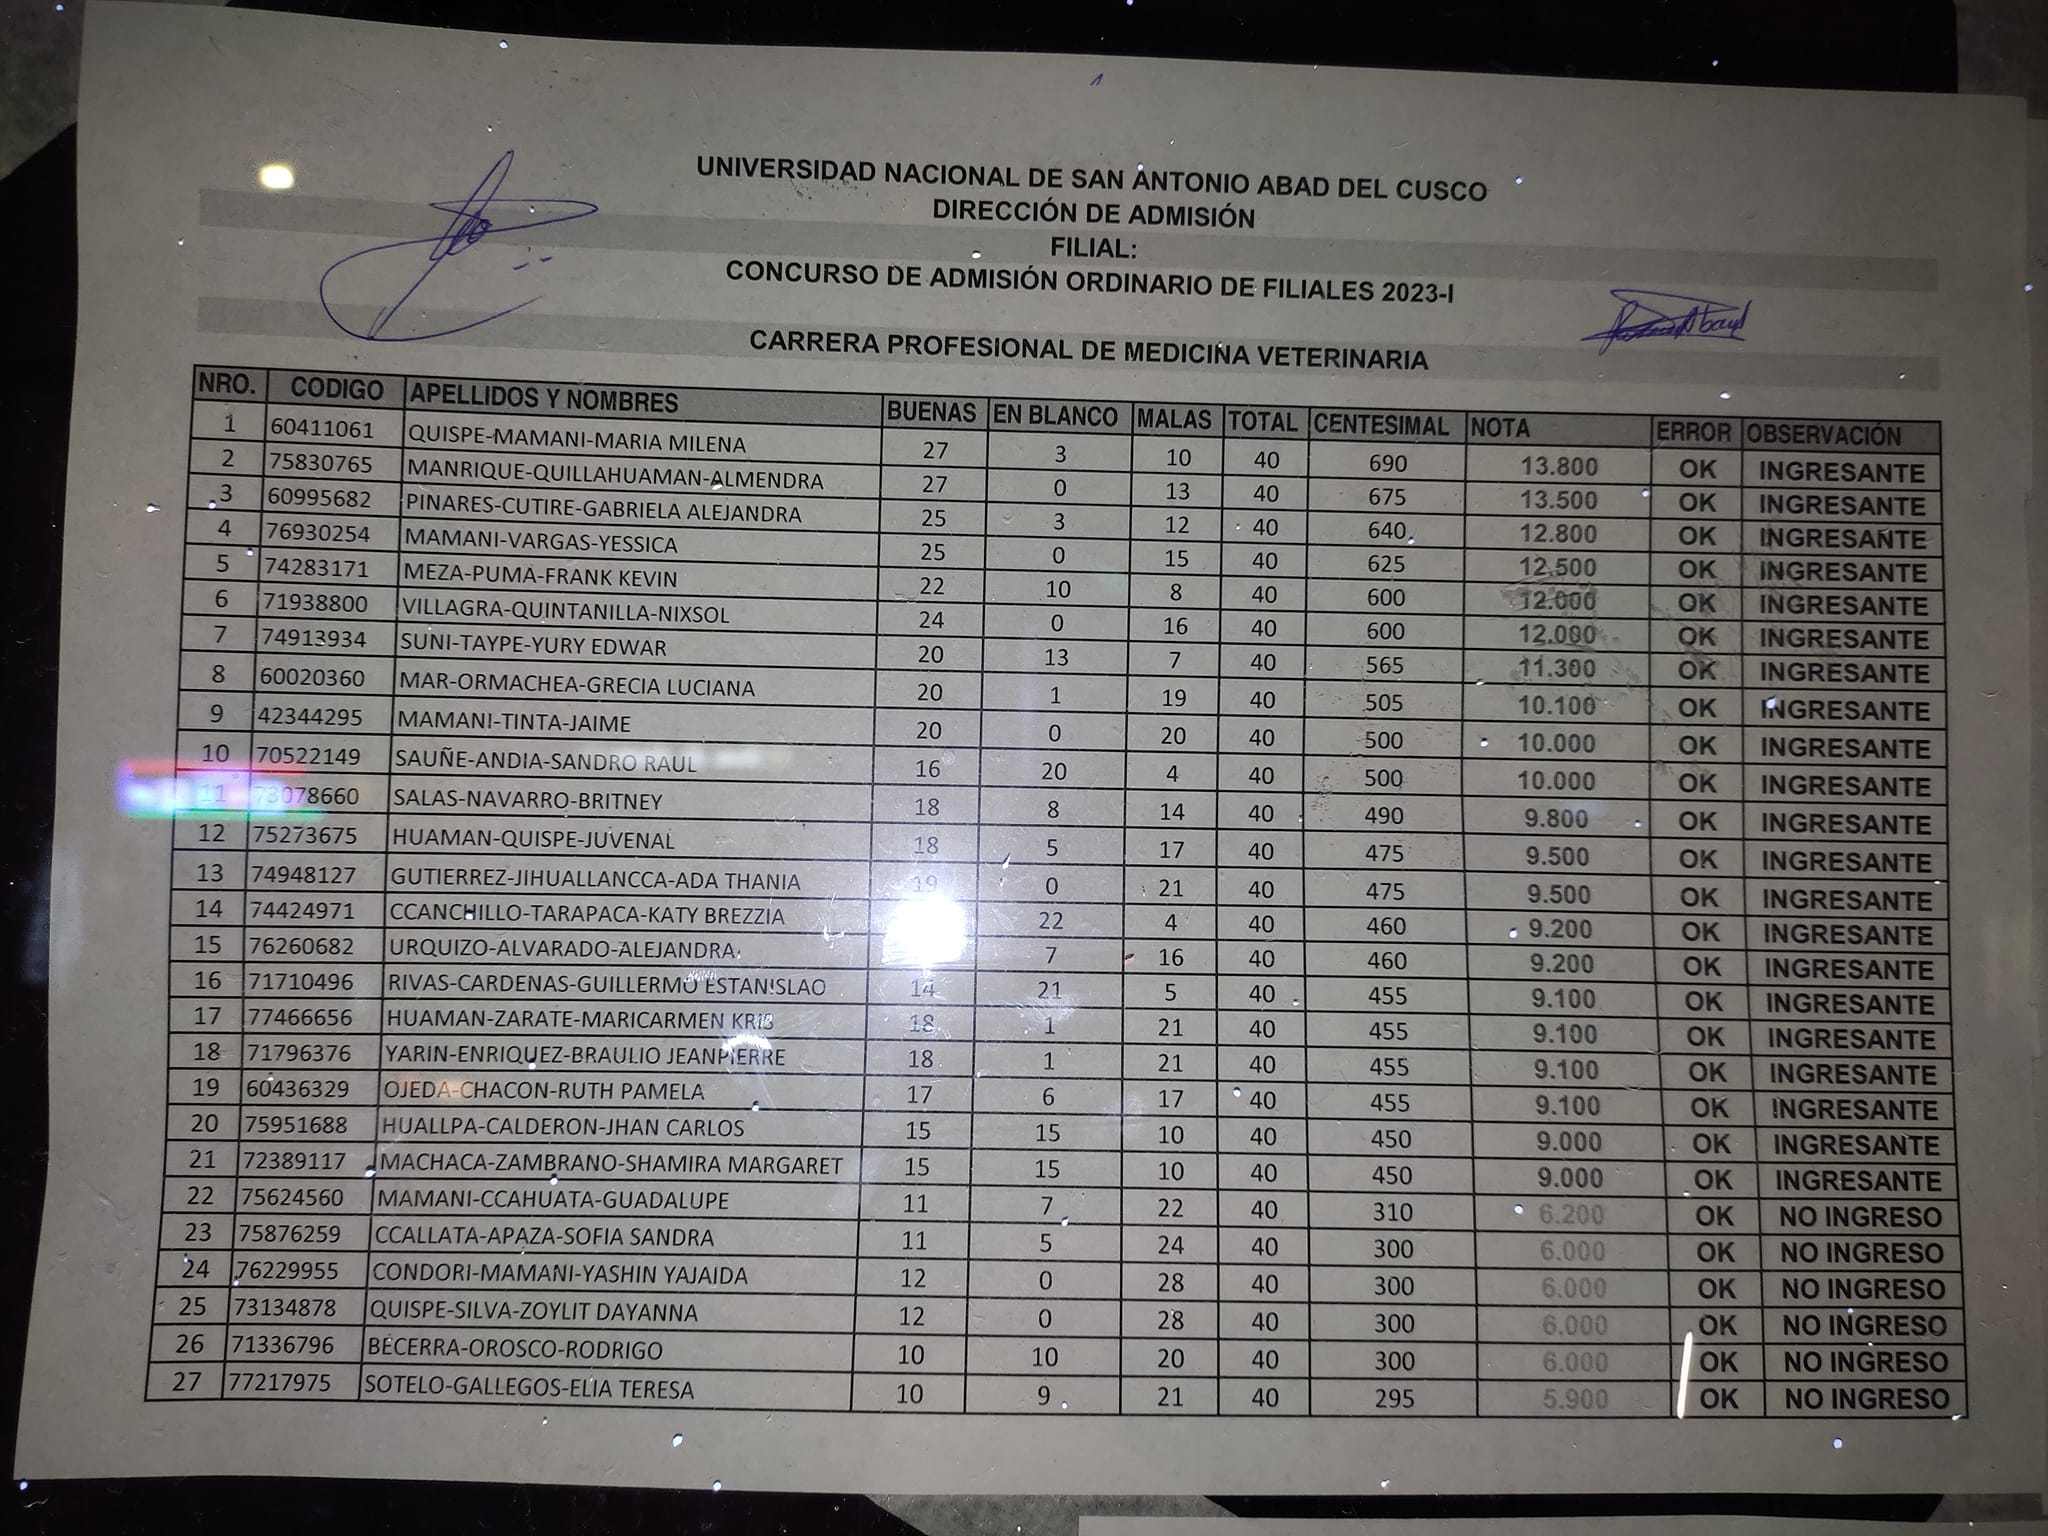 UNIVERSIDAD NACIONAL DE SAN ANTONIO ABAD DEL CUSCO
DIRECCIÓN DE ADMISIÓN
FILIAL:
CONCURSO DE ADMISIÓN ORDINARIO DE FILIALES 2023-I
CARRERA PROFESIONAL DE MEDICINA VETERINARIA
NRO. CODIGO APELLIDOS Y NOMBRES BUENAS EN BLANCO MALAS TOTAL CENTESIMAL NOTA ERROR OBSERVACIÓN
1 60411061 QUISPE-MAMANI-MARIA MILENA 27 3 10 40 690 13.800 OK INGRESANTE
2 75830765 MANRIQUE-QUILLAHUAMAN-ALMENDRA 27 0 13 40 675 13.500 OK INGRESANTE
3 60995682 PINARES-CUTIRE-GABRIELA ALEJANDRA 25 3 12 40 640 12.800 OK INGRESANTE
4 76930254 MAMANI-VARGAS-YESSICA 25 0 15 40 625 12.500 OK INGRESANTE
5 74283171 MEZA-PUMA-FRANK KEVIN 22 10 8 40 600 12.000 OK INGRESANTE
6 71938800 VILLAGRA-QUINTANILLA-NIXSOL 24 0 16 40 600 12.000 OK INGRESANTE
7 74913934 SUNI-TAYPE-YURY EDWAR 20 13 7 40 565 11.300 OK INGRESANTE
8 60020360 MAR-ORMACHEA-GRECIA LUCIANA 20 1 19 40 505 10.100 OK INGRESANTE
9 42344295 MAMANI-TINTA-JAIME 20 0 20 40 500 10.000 OK INGRESANTE
10 70522149 SAUÑE-ANDIA-SANDRO RAUL 16 20 4 40 500 10.000 OK INGRESANTE
11 73078660 SALAS-NAVARRO-BRITNEY 18 8 14 40 490 9.800 OK INGRESANTE
12 75273675 HUAMAN-QUISPE-JUVENAL 18 5 17 40 475 9.500 OK INGRESANTE
13 74948127 GUTIERREZ-JIHUALLANCCA-ADA THANIA 19 0 21 40 475 9.500 OK INGRESANTE
14 74424971 CCANCHILLO-TARAPACA-KATY BREZZIA 22 4 40 460 9.200 OK INGRESANTE
15 76260682 URQUIZO-ALVARADO-ALEJANDRA 7 16 40 460 9.200 OK INGRESANTE
16 71710496 RIVAS-CARDENAS-GUILLERMO ESTANISLAO 14 21 5 40 455 9.100 OK INGRESANTE
17 77466656 HUAMAN-ZARATE-MARICARMEN KRIS 18 1 21 40 455 9.100 OK INGRESANTE
18 71796376 YARIN-ENRIQUEZ-BRAULIO JEANPIERRE 18 1 21 40 455 9.100 OK INGRESANTE
19 60436329 OJEDA-CHACON-RUTH PAMELA 17 6 17 40 455 9.100 OK INGRESANTE
20 75951688 HUALLPA-CALDERON-JHAN CARLOS 15 15 10 40 450 9.000 OK INGRESANTE
21 72389117 MACHACA-ZAMBRANO-SHAMIRA MARGARET 15 15 10 40 450 9.000 OK INGRESANTE
22 75624560 MAMANI-CCAHUATA-GUADALUPE 11 7 22 40 310 6.200 OK NO INGRESO
23 75876259 CCALLATA-APAZA-SOFIA SANDRA 11 5 24 40 300 6.000 OK NO INGRESO
24 76229955 CONDORI-MAMANI-YASHIN YAJAIDA 12 0 28 40 300 6.000 OK NO INGRESO
25 73134878 QUISPE-SILVA-ZOYLIT DAYANNA 12 0 28 40 300 6.000 OK NO INGRESO
26 71336796 BECERRA-OROSCO-RODRIGO 10 10 20 40 300 6.000 OK NO INGRESO
27 77217975 SOTELO-GALLEGOS-ELIA TERESA 10 9 21 40 295 5.900 OK NO INGRESO